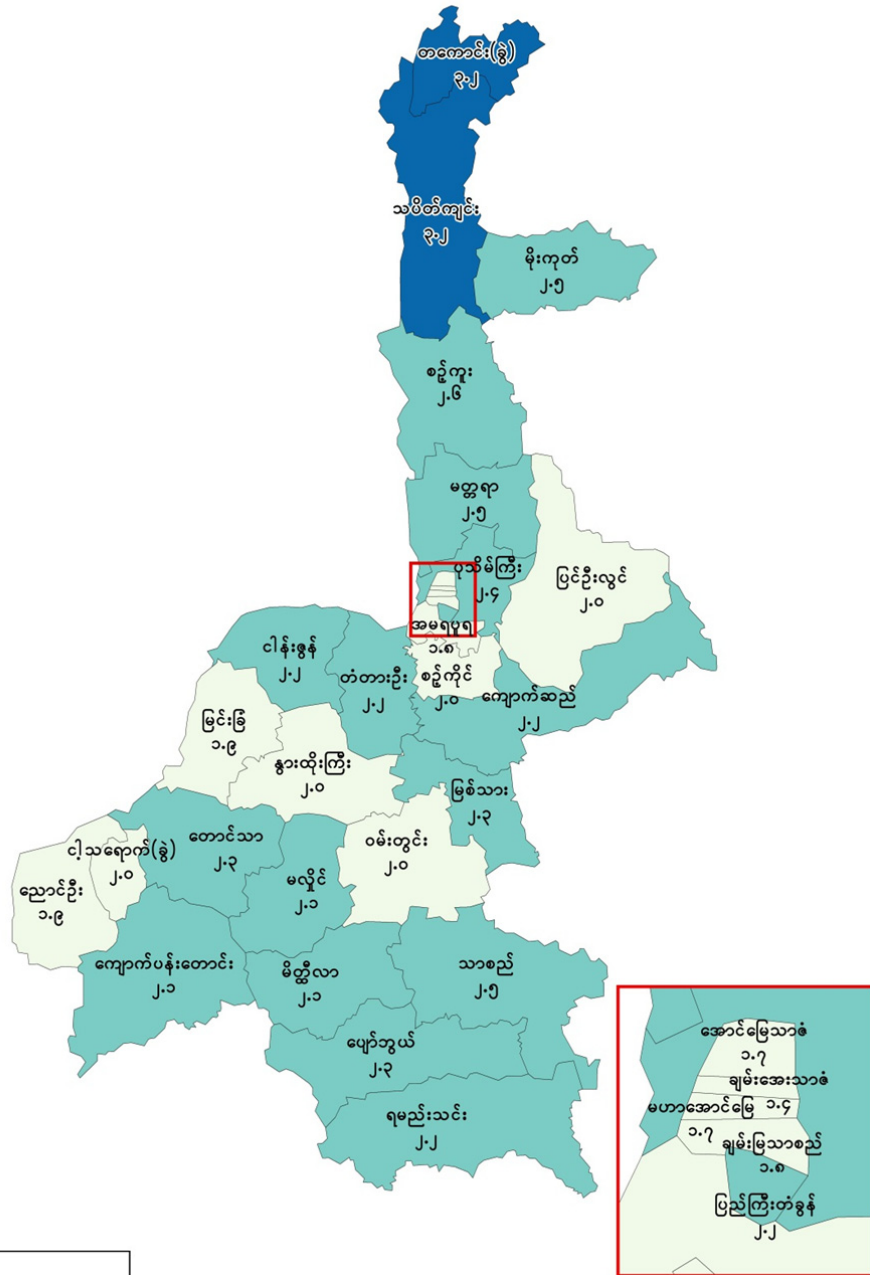 တကောင်း(ခွဲ)
၃.၂
သပိတ်ကျင်း
၃.၂
မိုးကုတ်
၂.၅
စဉ့်ကူး
၂.၆
မတ္တရာ
၂.၅
ပုသိမ်ကြီး
၂.၄
ပြင်ဦးလွင်
၂.၀
အမရပူရ
၁.၈
စဉ့်ကိုင်
၂.၀
ကျောက်ဆည်
၂.၂
ငါန်းဇွန်
၂.၂
တံတားဦး
၂.၂
မြင်းခြံ
၁.၉
နွားထိုးကြီး
၂.၀
မြစ်သား
၂.၃
တောင်သာ
၂.၃
ဝမ်းတွင်း
၂.၀
ငါ့သရောက်(ခွဲ)
၂.၀
မလှိုင်
၂.၁
ညောင်ဦး
၁.၉
ကျောက်ပန်းတောင်း
၂.၁
မိတ္ထီလာ
၂.၁
သာစည်
၂.၅
ပျော်ဘွယ်
၂.၃
ရမည်းသင်း
၂.၂
အောင်မြေသာဇံ
၁.၇
ချမ်းအေးသာဇံ
၁.၄
မဟာအောင်မြေ
၁.၇
ချမ်းမြသာစည်
၁.၈
ပြည်ကြီးတံခွန်
၂.၂